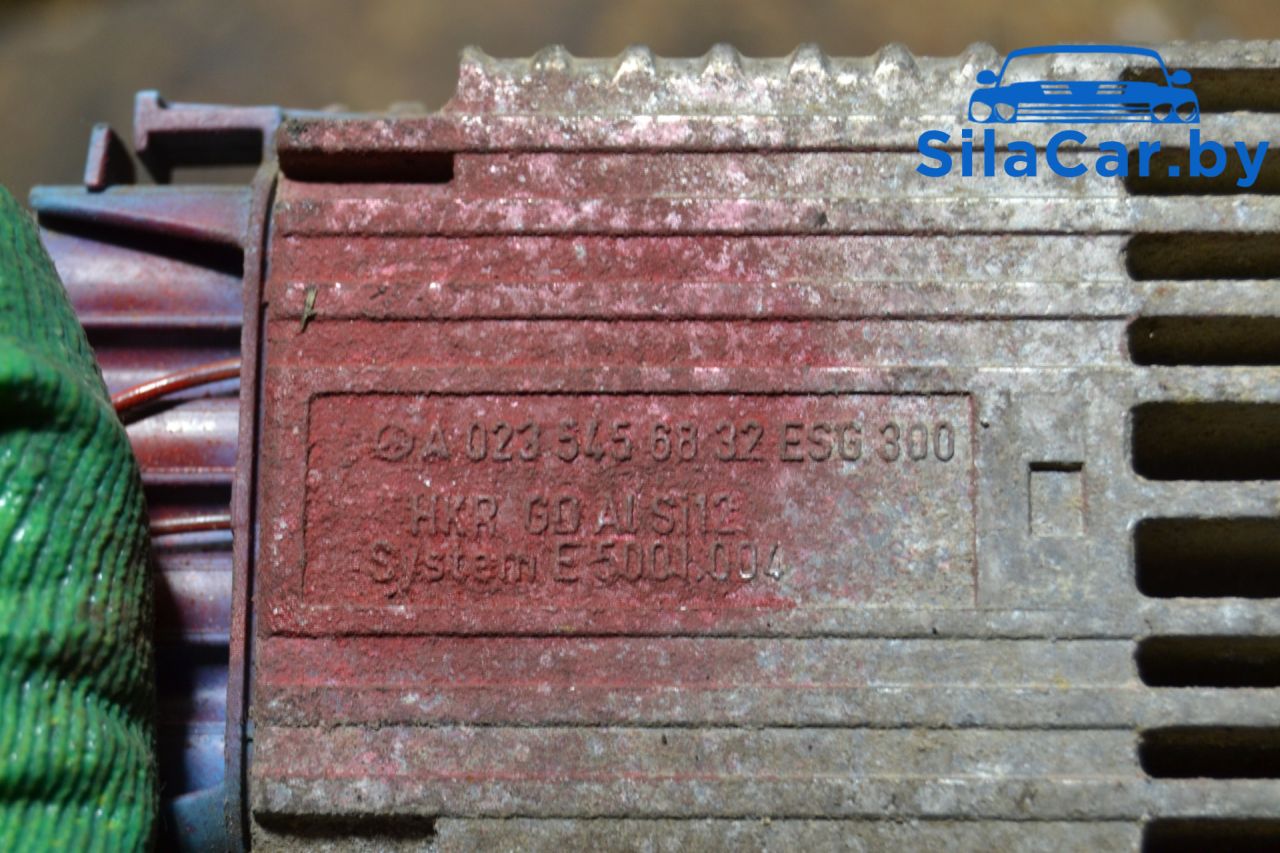 SilaCar.by
A 023 545 68 32 ESG 300
HKR GD Al Si12
System E 5001.004